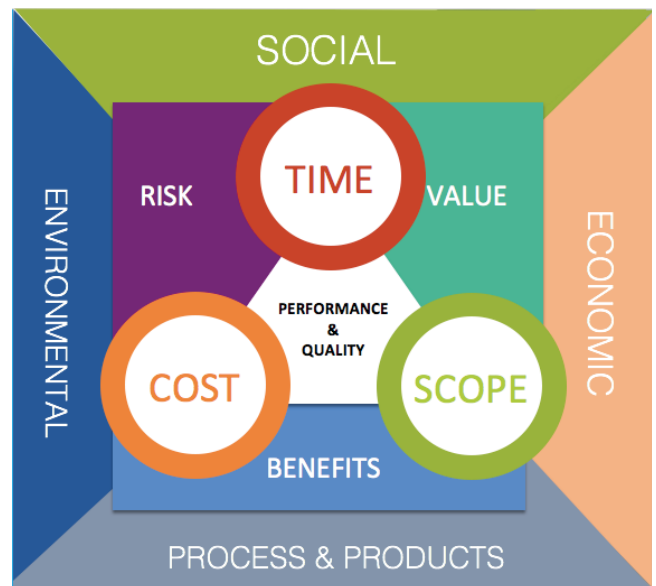 SOCIAL
TIME
RISK
VALUE
ENVIRONMENTAL
ECONOMIC
PERFORMANCE
&
QUALITY
COST
SCOPE
BENEFITS
PROCESS & PRODUCTS